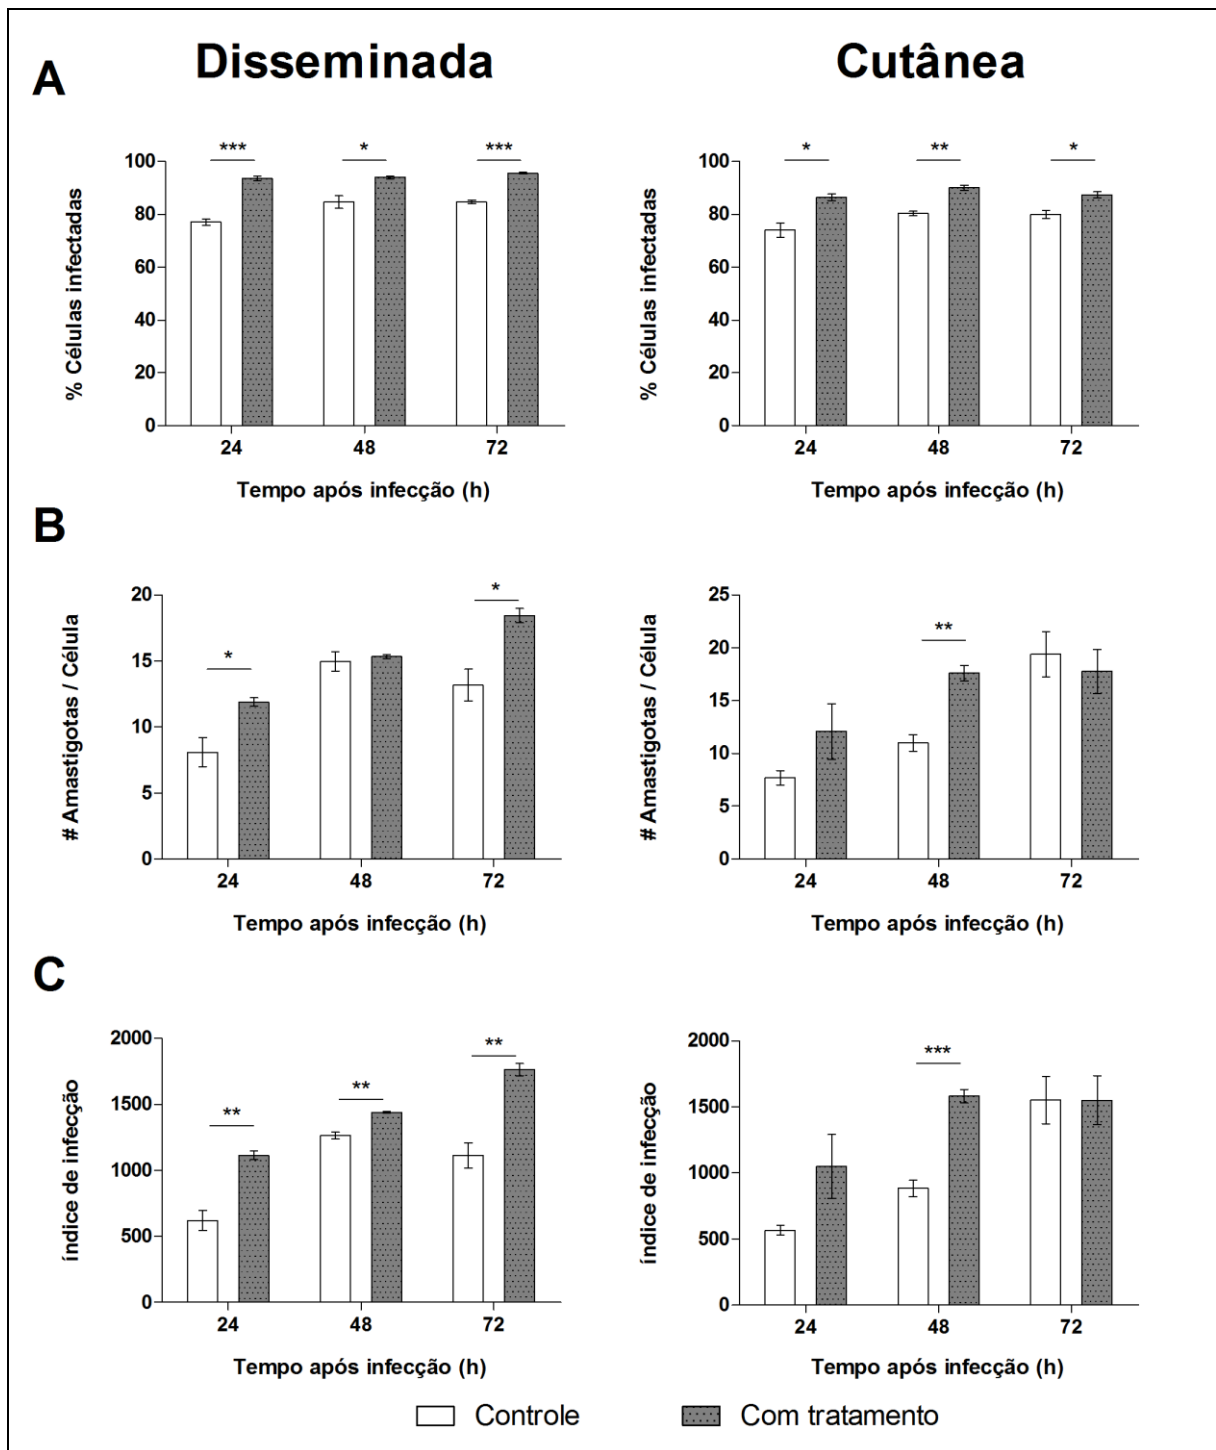 Disseminada
Cutânea
A
*** * ***
100
80
60
40
20
0
% Células infectadas
24 48 72
Tempo após infecção (h)
* ** *
100
80
60
40
20
0
% Células infectadas
24 48 72
Tempo após infecção (h)
B
* *
20
15
10
5
0
# Amastigotas / Célula
24 48 72
Tempo após infecção (h)
**
25
20
15
10
5
0
# Amastigotas / Célula
24 48 72
Tempo após infecção (h)
C
** ** **
2000
1500
1000
500
0
índice de infecção
24 48 72
Tempo após infecção (h)
***
2000
1500
1000
500
0
índice de infecção
24 48 72
Tempo após infecção (h)
Controle
Com tratamento